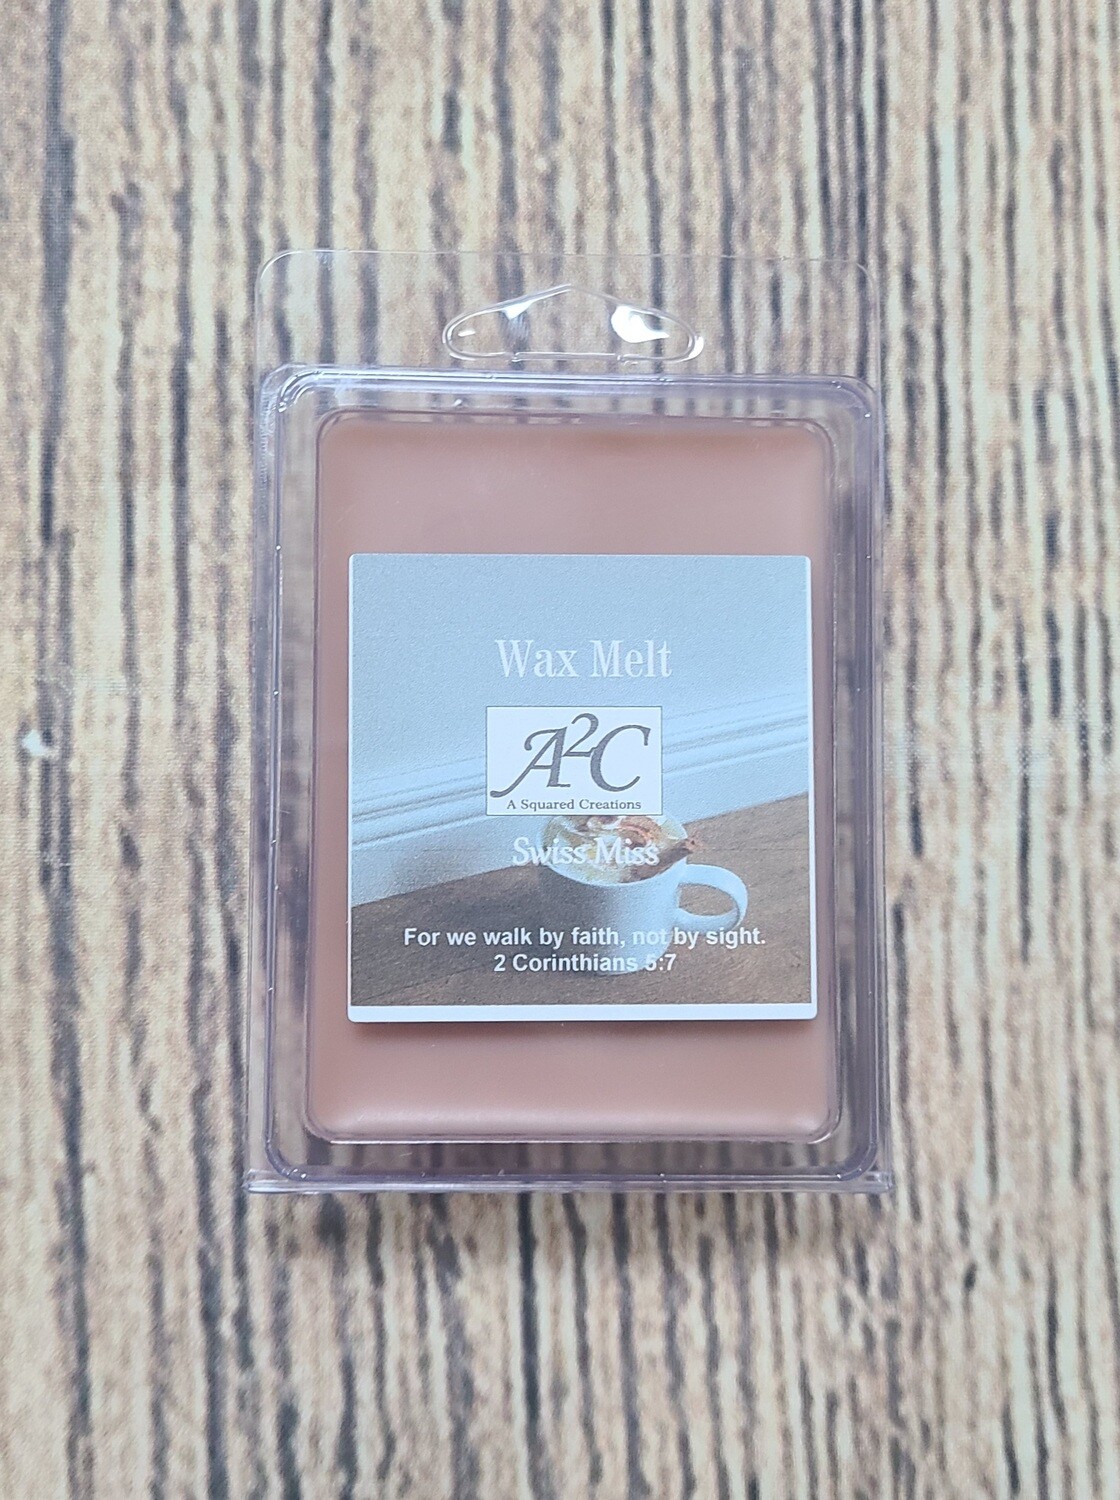 Wax Melt
A²C
A Squared Creations
Swiss Miss
For we walk by faith, not by sight.
2 Corinthians 5:7